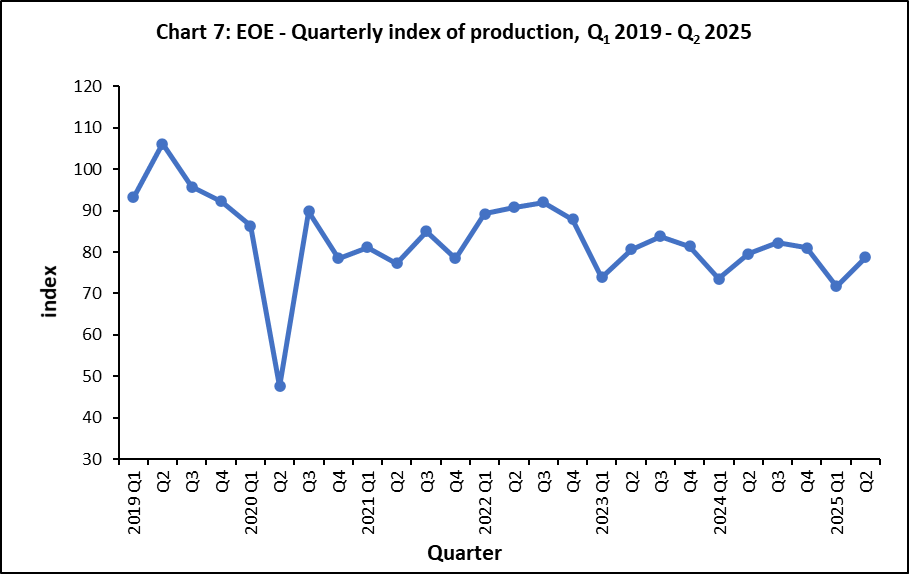 Chart 7: EOE - Quarterly index of production, Q1 2019 - Q2 2025
120
110
100
90
80
70
60
50
40
30
index
2019 Q1
Q2
Q3
Q4
2020 Q1
Q2
Q3
Q4
2021 Q1
Q2
Q3
Q4
2022 Q1
Q2
Q3
Q4
2023 Q1
Q2
Q3
Q4
2024 Q1
Q2
Q3
Q4
2025 Q1
Q2
Quarter